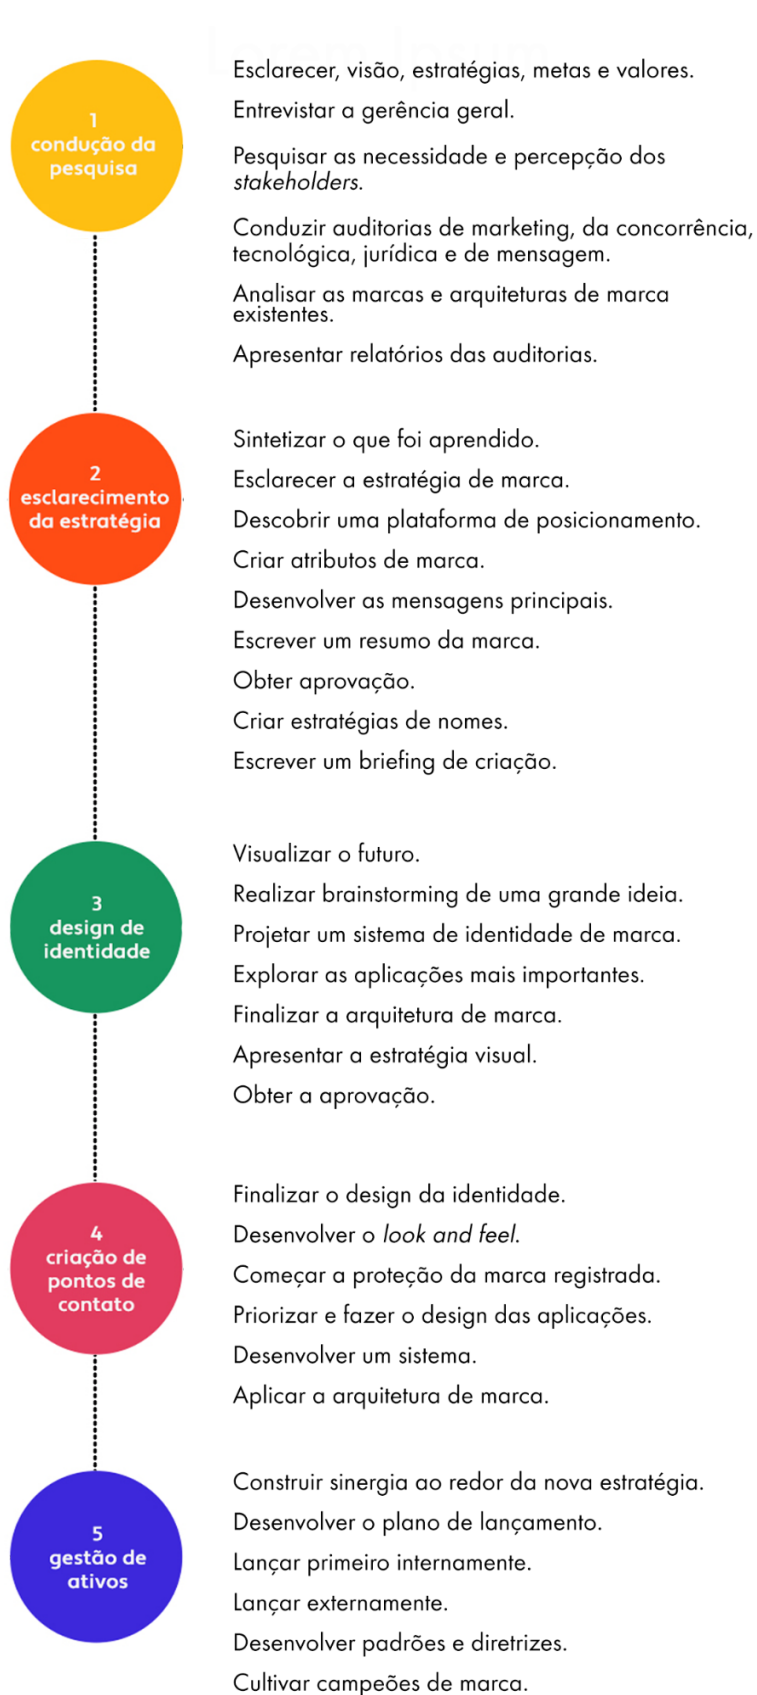 1
condução da
pesquisa
Esclarecer, visão, estratégias, metas e valores.
Entrevistar a gerência geral.
Pesquisar as necessidade e percepção dos
stakeholders.
Conduzir auditorias de marketing, da concorrência,
tecnológica, jurídica e de mensagem.
Analisar as marcas e arquiteturas de marca
existentes.
Apresentar relatórios das auditorias.
2
esclarecimento
da estratégia
Sintetizar o que foi aprendido.
Esclarecer a estratégia de marca.
Descobrir uma plataforma de posicionamento.
Criar atributos de marca.
Desenvolver as mensagens principais.
Escrever um resumo da marca.
Obter aprovação.
Criar estratégias de nomes.
Escrever um briefing de criação.
3
design de
identidade
Visualizar o futuro.
Realizar brainstorming de uma grande ideia.
Projetar um sistema de identidade de marca.
Explorar as aplicações mais importantes.
Finalizar a arquitetura de marca.
Apresentar a estratégia visual.
Obter a aprovação.
4
criação de
pontos de
contato
Finalizar o design da identidade.
Desenvolver o look and feel.
Começar a proteção da marca registrada.
Priorizar e fazer o design das aplicações.
Desenvolver um sistema.
Aplicar a arquitetura de marca.
5
gestão de
ativos
Construir sinergia ao redor da nova estratégia.
Desenvolver o plano de lançamento.
Lançar primeiro internamente.
Lançar externamente.
Desenvolver padrões e diretrizes.
Cultivar campeões de marca.